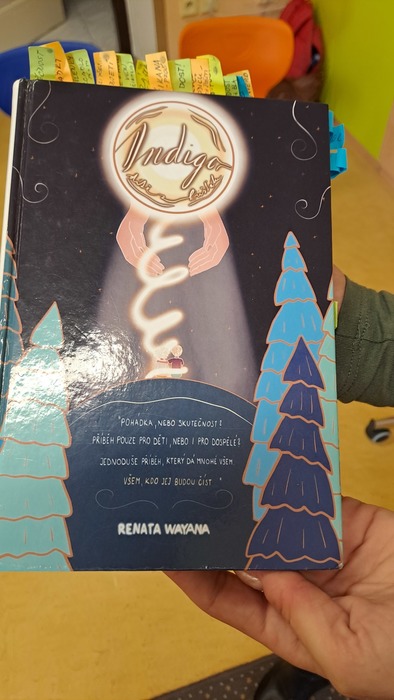 Indigo
"POHÁDKA, NEBO SKUTEČNOST?
PŘÍBĚH POUZE PRO DĚTI, NEBO I PRO DOSPĚLÉ?
JEDNODUŠE PŘÍBĚH, KTERÝ DÁ MNOHÉ VŠEM.
VŠEM, KDO JEJ BUDOU ČÍST."
RENATA WAYANA